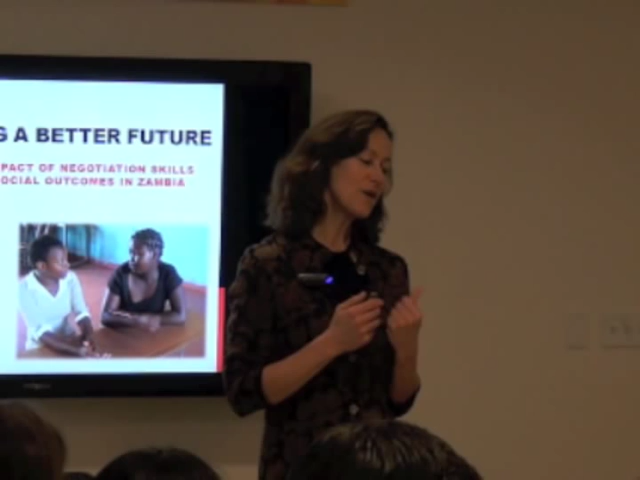 G A BETTER FUTURE
PACT OF NEGOTIATION SKILLS
OCIAL OUTCOMES IN ZAMBIA